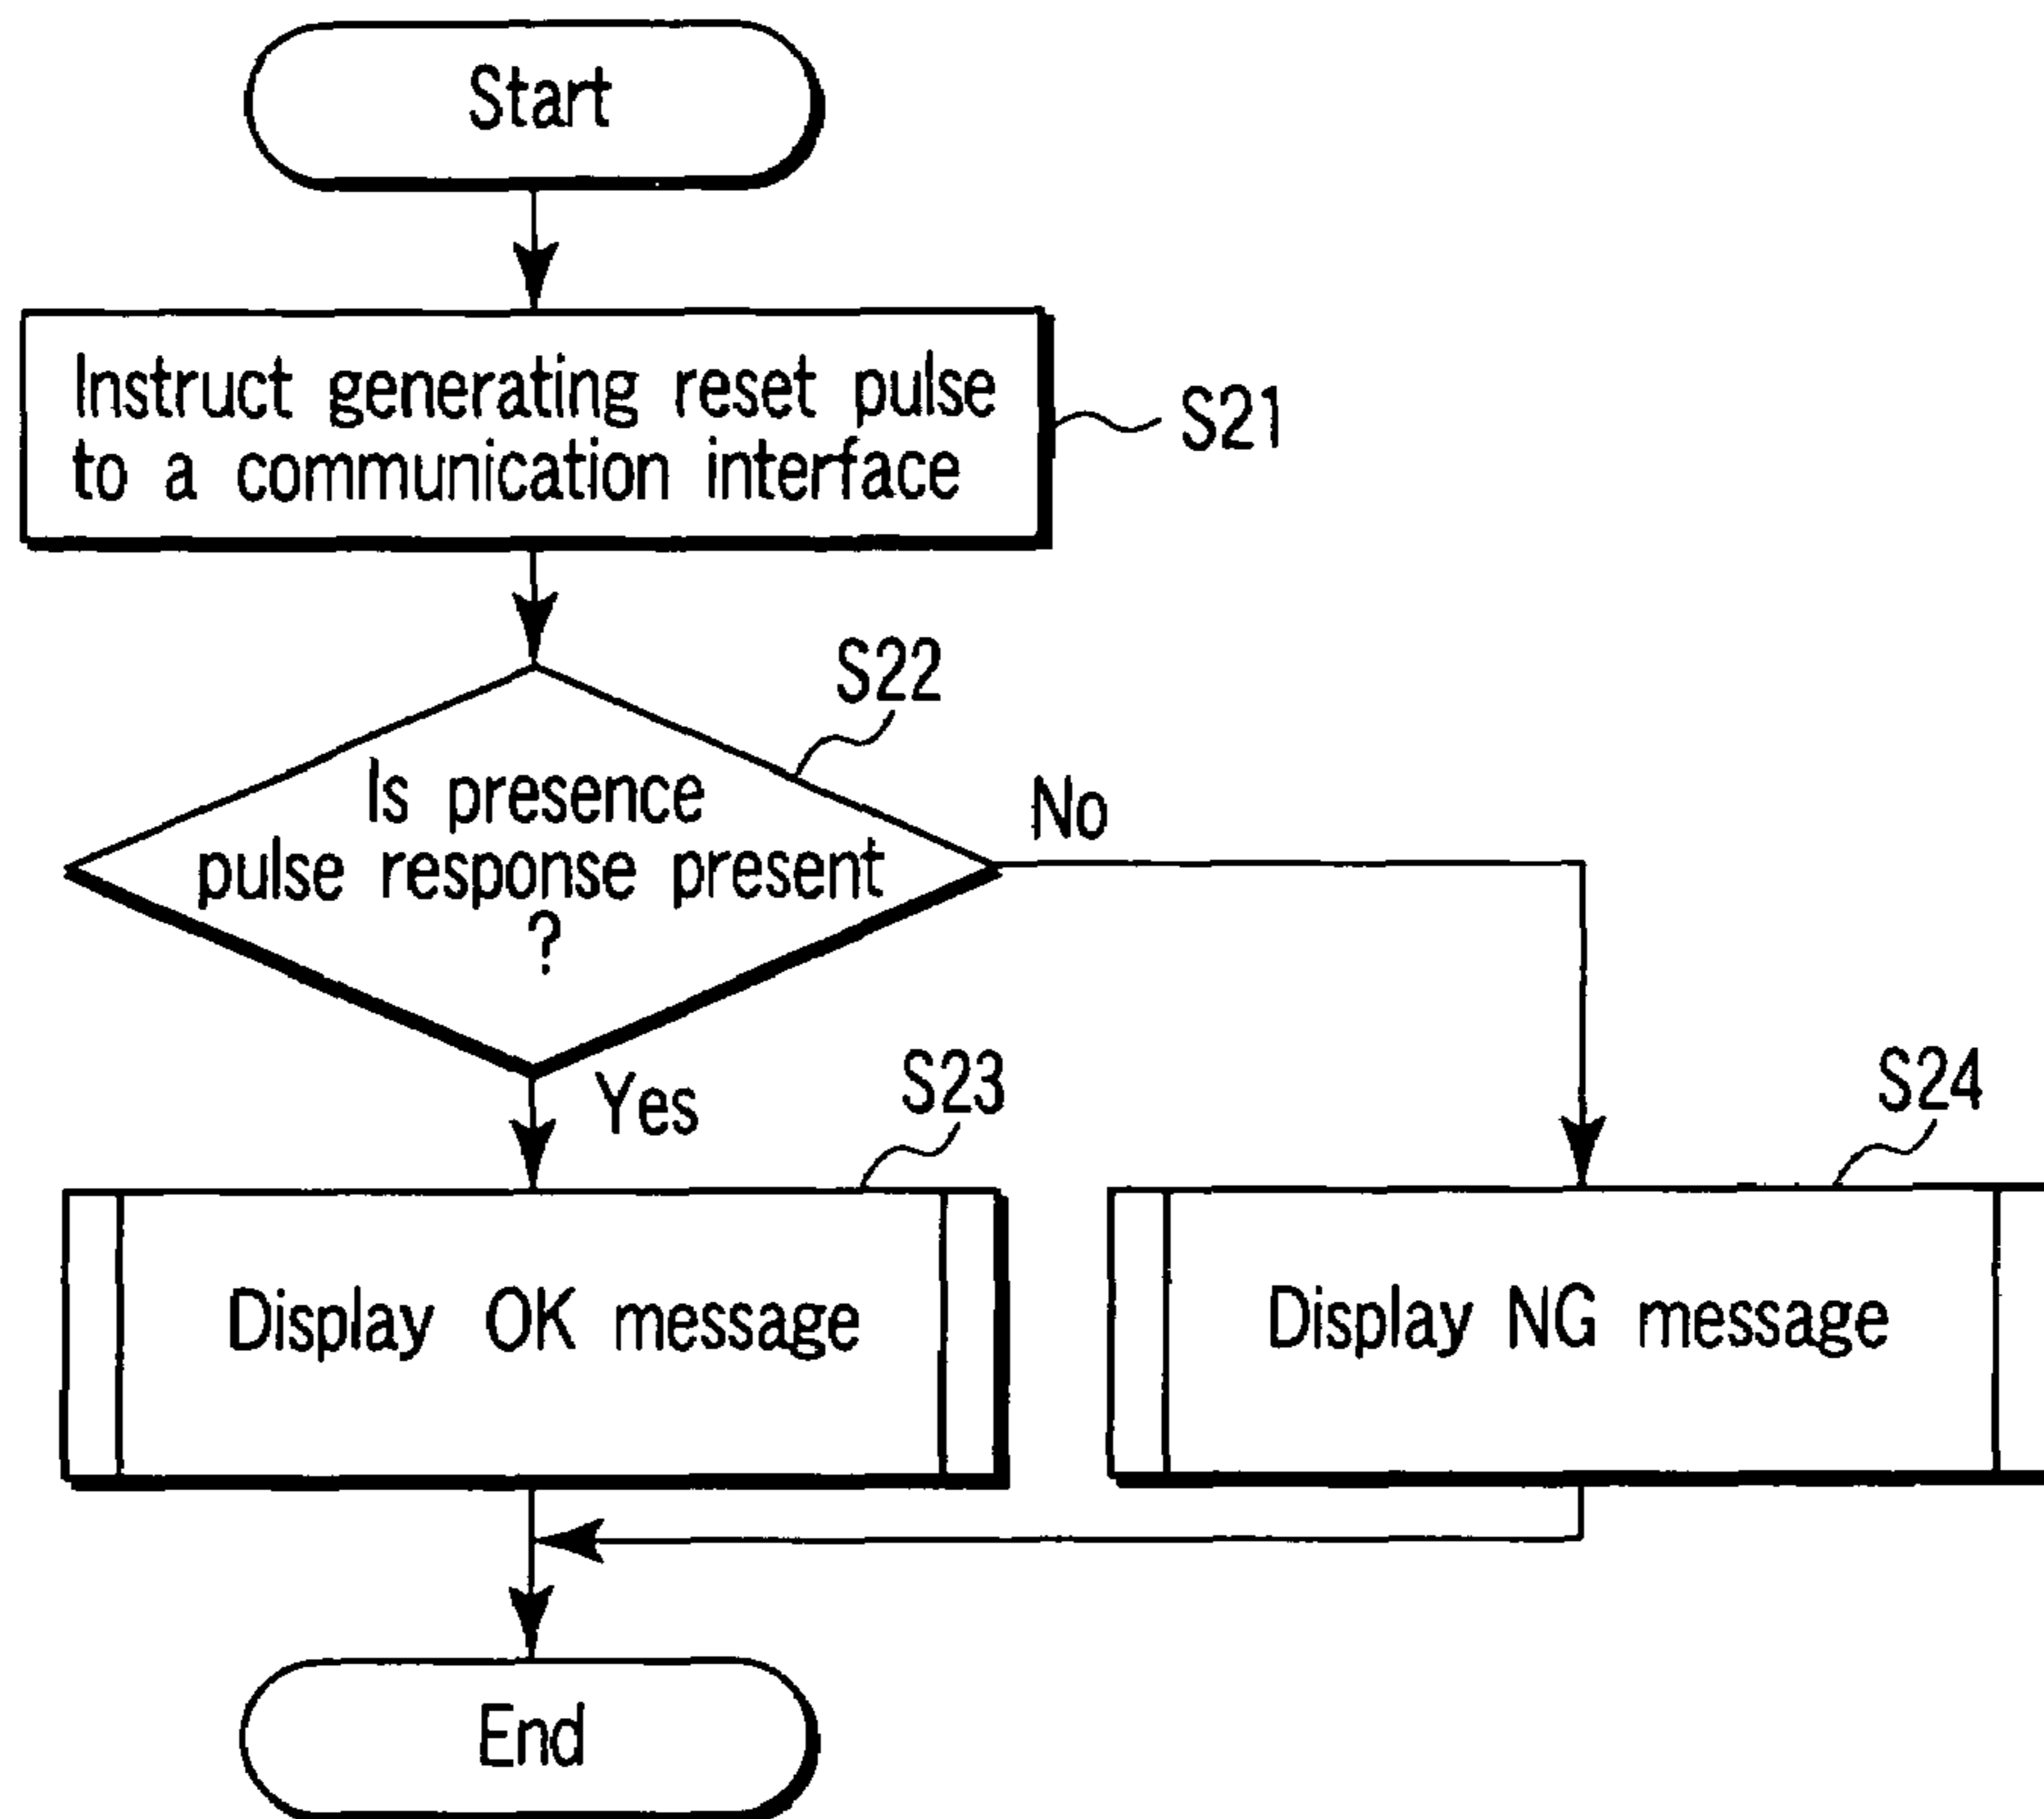 Start
Instruct generating reset pulse
to a communication interface
S21
S22
Is presence
pulse response present
?
No
Yes
S23
S24
Display OK message
Display NG message
End